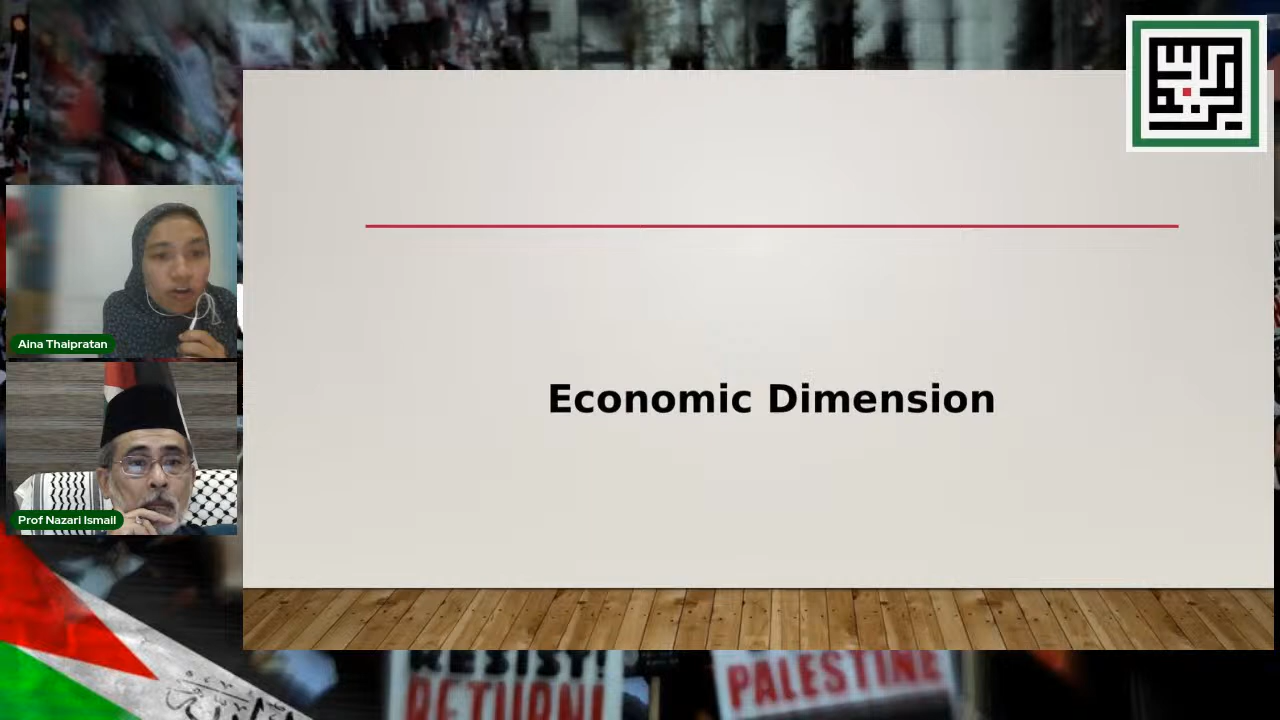 Aina Thaipratan
Prof Nazari Ismail
Economic Dimension
RESIST!
RETURN!
PALESTINE